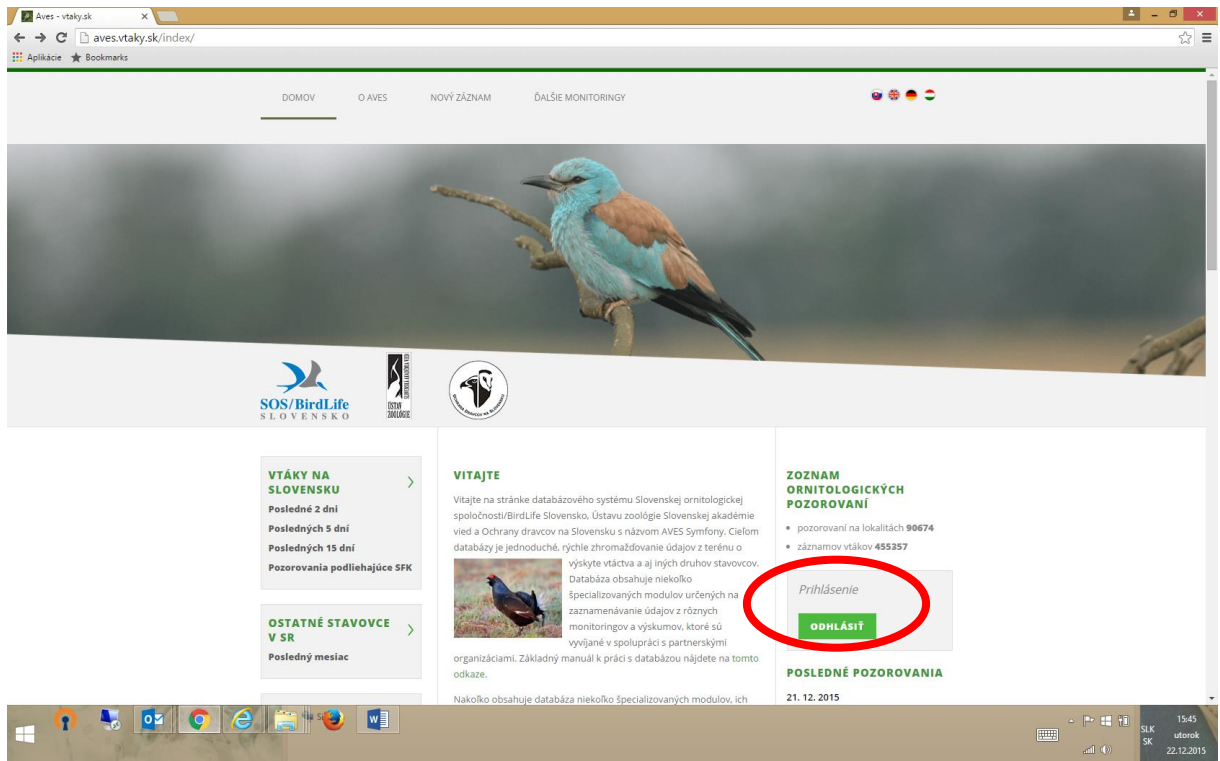 Aves - vtaky.sk
aves.vtaky.sk/index/
Aplikácie Bookmarks
DOMOV O AVES NOVÝ ZÁZNAM ĎALŠIE MONITORINGY
SOS/BirdLife
SLOVENSKO
ÚSTAV
ZOOLÓGIE
VTÁKY NA
SLOVENSKU
Posledné 2 dni
Posledných 5 dní
Posledných 15 dní
Pozorovania podliehajúce SFK
OSTATNÉ STAVOVCE
V SR
Posledný mesiac
VITAJTE
Vitajte na stránke databázového systému Slovenskej ornitologickej
spoločnosti/BirdLife Slovensko, Ústavu zoológie Slovenskej akadémie
vied a Ochrany dravcov na Slovensku s názvom AVES Symfony. Cieľom
databázy je jednoduché, rýchle zhromažďovanie údajov z terénu o
výskyte vtáctva a aj iných druhov stavovcov.
Databáza obsahuje niekoľko
špecializovaných modulov určených na
zaznamenávanie údajov z rôznych
monitoringov a výskumov, ktoré sú
vyvíjané v spolupráci s partnerskými
organizáciami. Základný manuál k práci s databázou nájdete na tomto
odkaze.
Nakoľko obsahuje databáza niekoľko špecializovaných modulov, ich
ZOZNAM
ORNITOLOGICKÝCH
POZOROVANÍ
pozorovaní na lokalitách 90674
záznamov vtákov 455357
Prihlásenie
ODHLÁSIŤ
POSLEDNÉ POZOROVANIA
21. 12. 2015
SLK
SK
15:45
utorok
22.12.2015